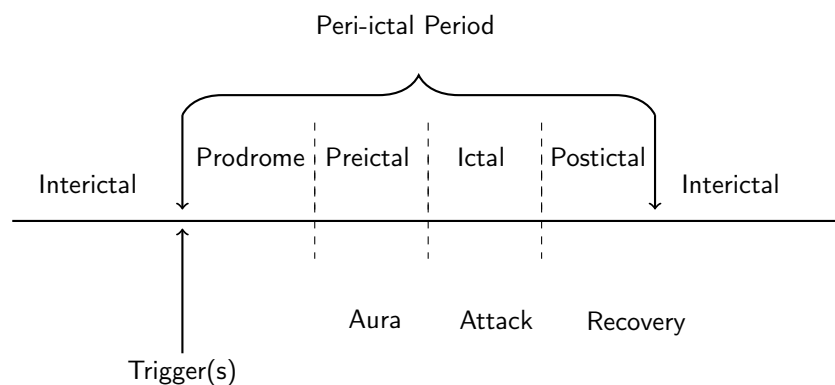 Peri-ictal Period
Prodrome Preictal Ictal Postictal
Interictal Interictal
Aura Attack Recovery
Trigger(s)